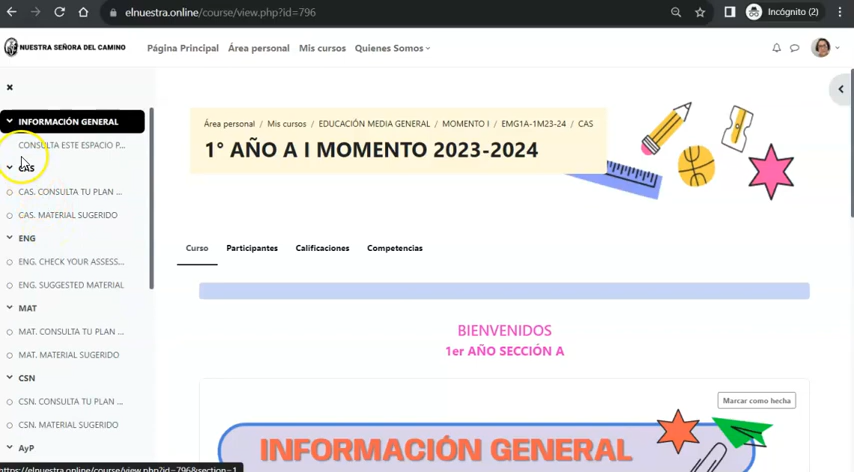 elnuestra.online/course/view.php?id=796
Incógnito (2)
NUESTRA SEÑORA DEL CAMINO
Página Principal Área personal Mis cursos Quienes Somos
INFORMACIÓN GENERAL
CONSULTA ESTE ESPACIO P...
CAS
CAS. CONSULTA TU PLAN ...
CAS. MATERIAL SUGERIDO
ENG
ENG. CHECK YOUR ASSESS...
ENG. SUGGESTED MATERIAL
MAT
MAT. CONSULTA TU PLAN ...
MAT. MATERIAL SUGERIDO
CSN
CSN. CONSULTA TU PLAN ...
CSN. MATERIAL SUGERIDO
AyP
Área personal / Mis cursos / EDUCACIÓN MEDIA GENERAL / MOMENTO I / EMG1A-1M23-24 / CAS
1° AÑO A I MOMENTO 2023-2024
Curso Participantes Calificaciones Competencias
BIENVENIDOS
1er AÑO SECCIÓN A
Marcar como hecha
INFORMACIÓN GENERAL
https://elnuestra.online/course/view.php?id=796&section=1